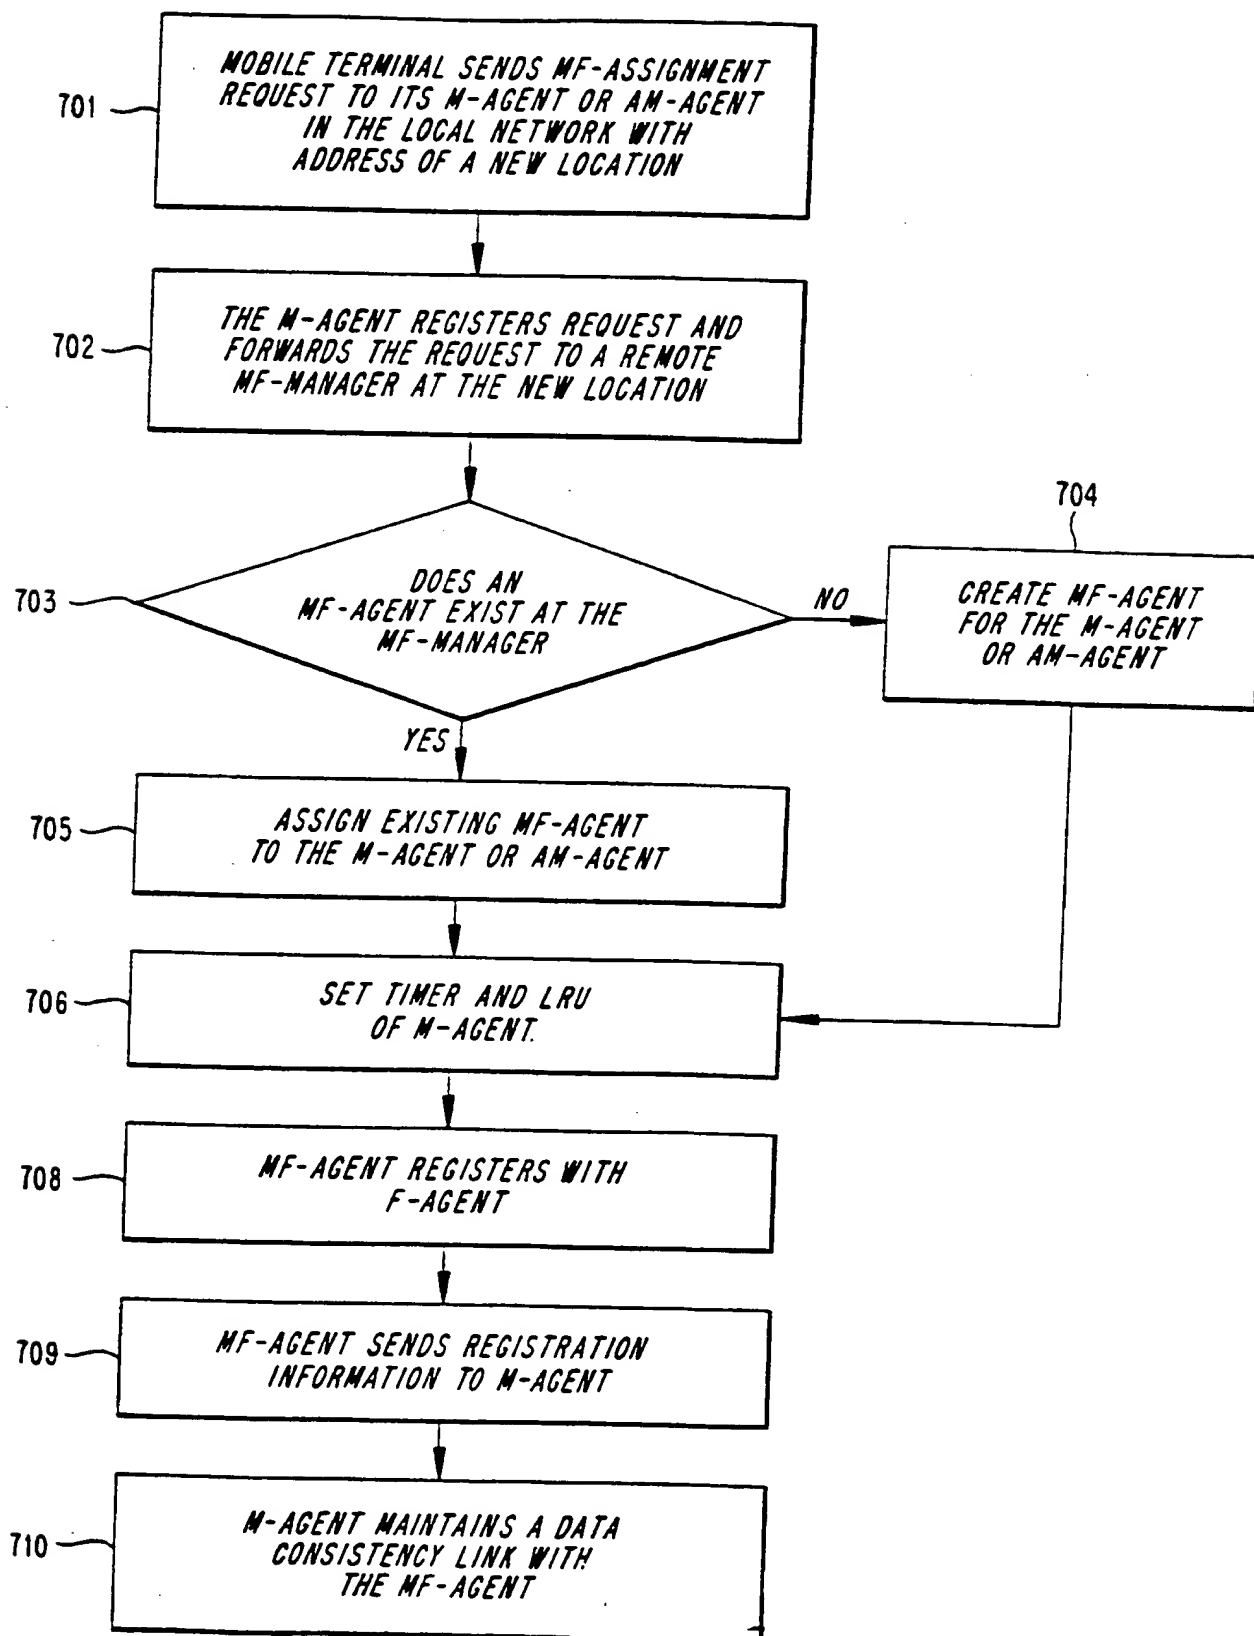 701
MOBILE TERMINAL SENDS MF-ASSIGNMENT
REQUEST TO ITS M-AGENT OR AM-AGENT
IN THE LOCAL NETWORK WITH
ADDRESS OF A NEW LOCATION
702
THE M-AGENT REGISTERS REQUEST AND
FORWARDS THE REQUEST TO A REMOTE
MF-MANAGER AT THE NEW LOCATION
703
DOES AN
MF-AGENT EXIST AT THE
MF-MANAGER
NO
704
CREATE MF-AGENT
FOR THE M-AGENT
OR AM-AGENT
YES
705
ASSIGN EXISTING MF-AGENT
TO THE M-AGENT OR AM-AGENT
706
SET TIMER AND LRU
OF M-AGENT.
708
MF-AGENT REGISTERS WITH
F-AGENT
709
MF-AGENT SENDS REGISTRATION
INFORMATION TO M-AGENT
710
M-AGENT MAINTAINS A DATA
CONSISTENCY LINK WITH
THE MF-AGENT